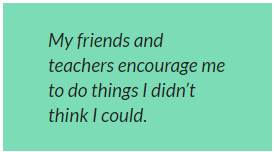 My friends and
teachers encourage me
to do things I didn’t
think I could.